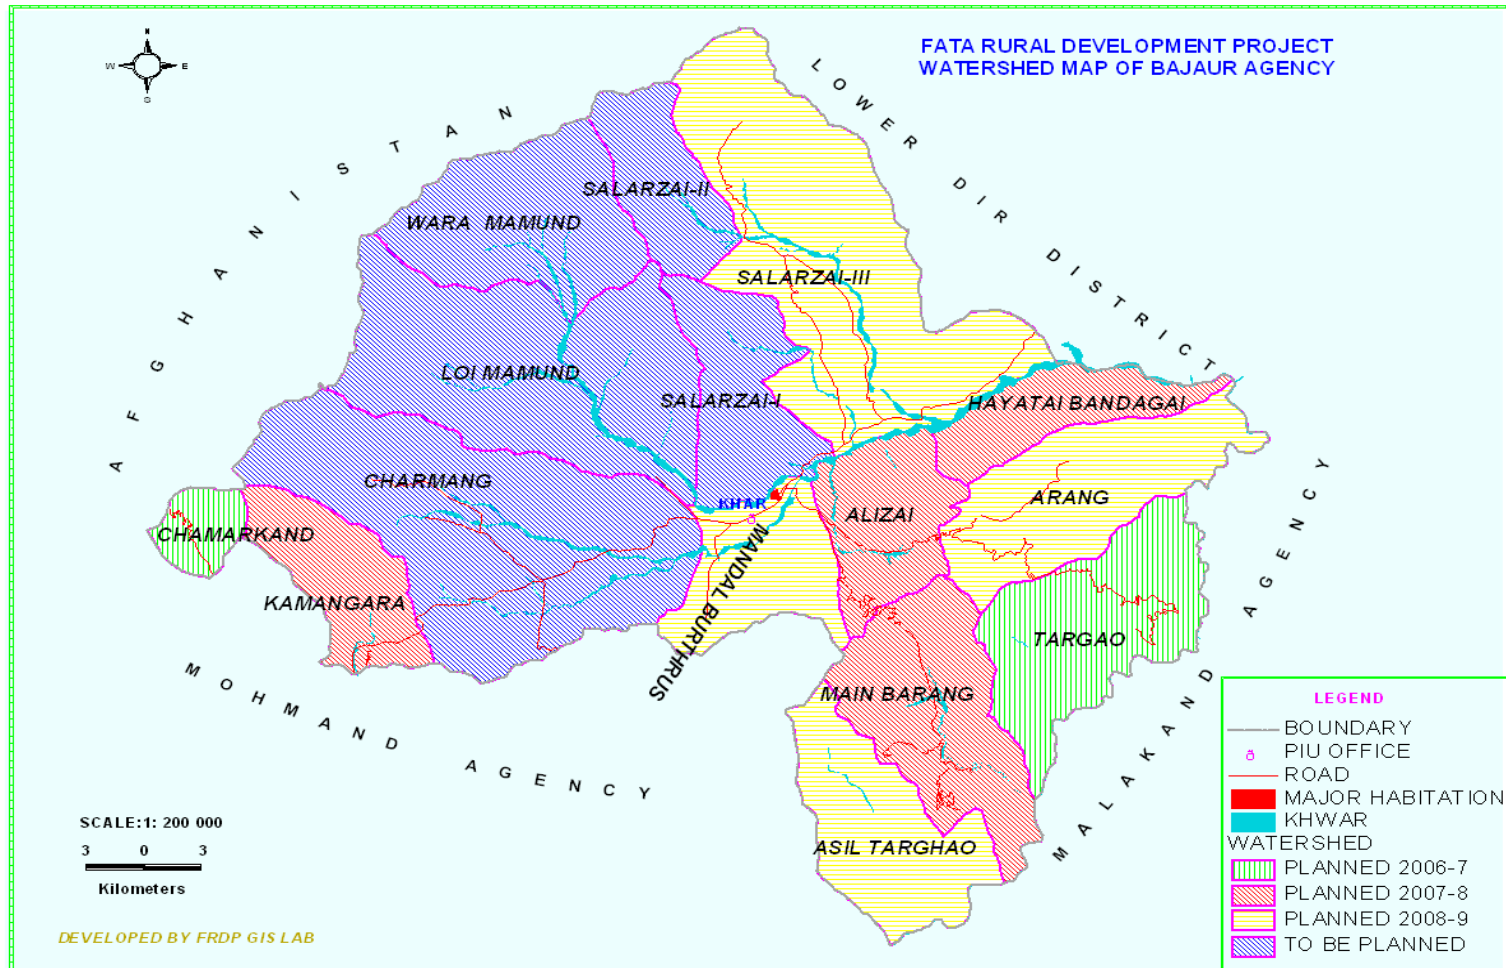 FATA RURAL DEVELOPMENT PROJECT
WATERSHED MAP OF BAJAUR AGENCY
N
W E
S
AFGHANISTAN
LOWER DIR DISTRICT
SALARZAI-II
WARA MAMUND
SALARZAI-III
LOI MAMUND
SALARZAI-I
HAYATAI BANDAGAI
CHARMANG
ARANG
KHAR
ALIZAI
CHAMARKAND
MANDAL BURTHRUS
KAMANGARA
TARGAO
MAIN BARANG
ASIL TARGHAO
MOHMAND AGENCY
MALAKAND AGENCY
SCALE:1: 200 000
3 0 3
Kilometers
DEVELOPED BY FRDP GIS LAB
LEGEND
BOUNDARY
PIU OFFICE
ROAD
MAJOR HABITATION
KHWAR
WATERSHED
PLANNED 2006-7
PLANNED 2007-8
PLANNED 2008-9
TO BE PLANNED